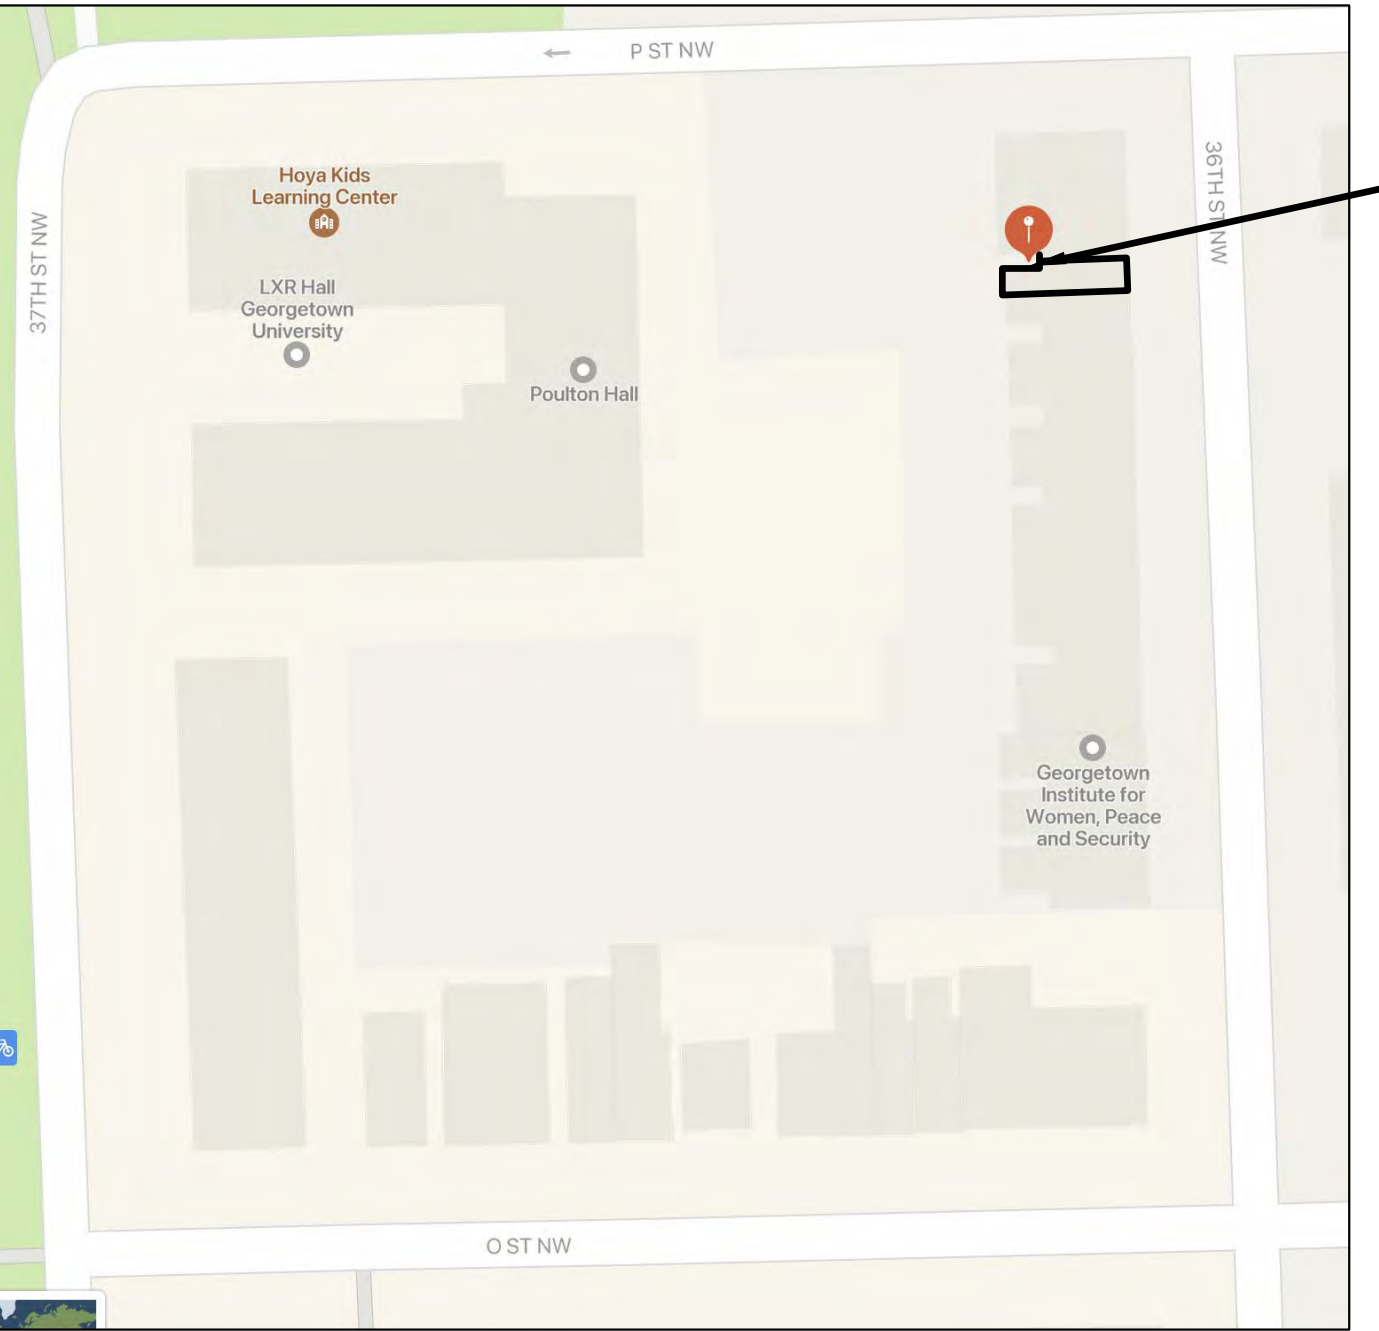 P ST NW
36TH ST NW
37TH ST NW
Hoya Kids
Learning Center
LXR Hall
Georgetown
University
Poulton Hall
Georgetown
Institute for
Women, Peace
and Security
O ST NW